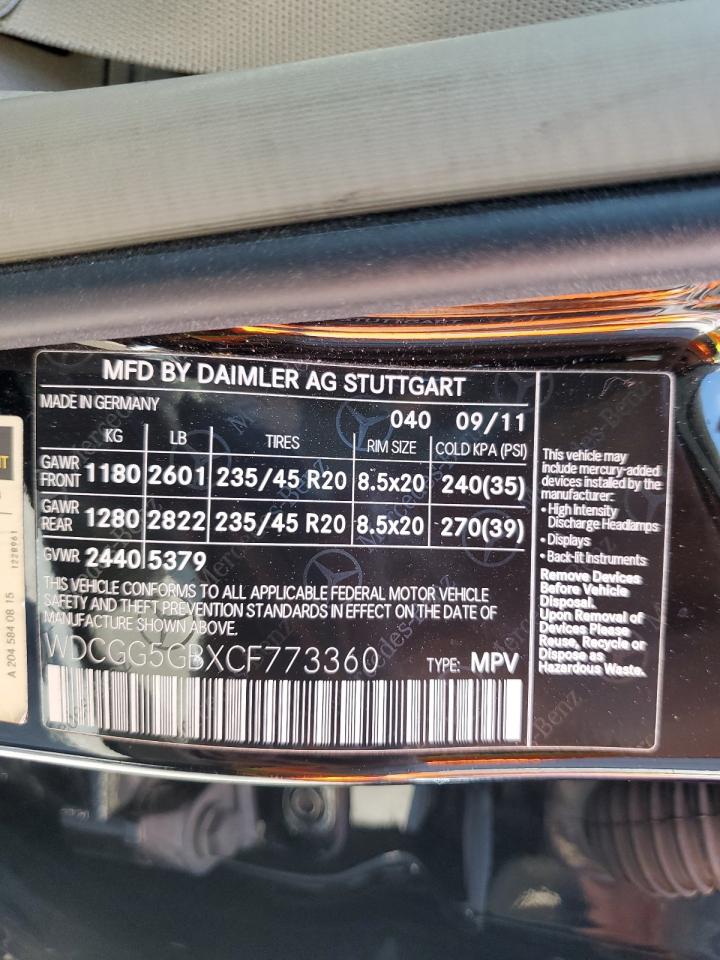 MFD BY DAIMLER AG STUTTGART
MADE IN GERMANY
040 09/11
KG LB TIRES RIM SIZE COLD KPA (PSI)
GAWR FRONT 1180 2601 235/45 R20 8.5x20 240(35)
GAWR REAR 1280 2822 235/45 R20 8.5x20 270(39)
GVWR 2440 5379
THIS VEHICLE CONFORMS TO ALL APPLICABLE FEDERAL MOTOR VEHICLE
SAFETY AND THEFT PREVENTION STANDARDS IN EFFECT ON THE DATE OF
MANUFACTURE SHOWN ABOVE
WDCGG5GBXCF773360
TYPE: MPV
This vehicle may
include mercury-added
devices installed by the
manufacturer:
• High Intensity
Discharge Headlamps
• Displays
• Back-lit Instruments
Remove Devices
Before Vehicle
Disposal.
Upon Removal of
Devices Please
Reuse, Recycle or
Dispose as
Hazardous Waste.
A 204 584 08 15
1228961
Mercedes-Benz